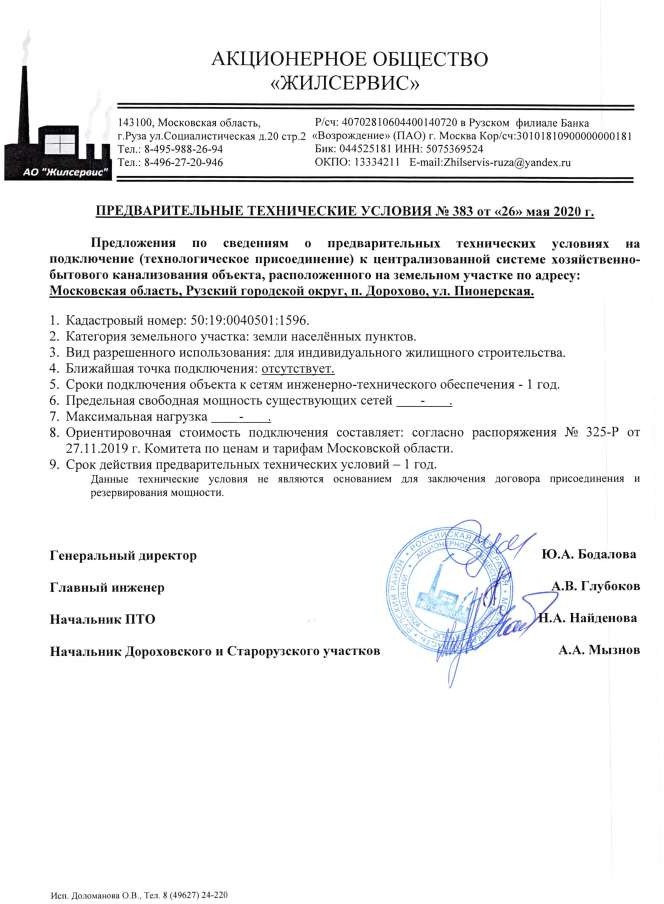 АКЦИОНЕРНОЕ ОБЩЕСТВО
«ЖИЛСЕРВИС»
АО "Жилсервис"
143100, Московская область,
г.Руза ул.Социалистическая д.20 стр.2
Тел.: 8-495-988-26-94
Тел.: 8-496-27-20-946
Р/сч: 40702810604400140720 в Рузском филиале Банка
«Возрождение» (ПАО) г. Москва Кор/сч:30101810900000000181
Бик: 044525181 ИНН: 5075369524
ОКПО: 13334211 E-mail:Zhilservis-ruza@yandex.ru
ПРЕДВАРИТЕЛЬНЫЕ ТЕХНИЧЕСКИЕ УСЛОВИЯ № 383 от «26» мая 2020 г.
Предложения по сведениям о предварительных технических условиях на
подключение (технологическое присоединение) к централизованной системе хозяйственно-
бытового канализования объекта, расположенного на земельном участке по адресу:
Московская область, Рузский городской округ, п. Дорохово, ул. Пионерская.
1. Кадастровый номер: 50:19:0040501:1596.
2. Категория земельного участка: земли населённых пунктов.
3. Вид разрешенного использования: для индивидуального жилищного строительства.
4. Ближайшая точка подключения: отсутствует.
5. Сроки подключения объекта к сетям инженерно-технического обеспечения - 1 год.
6. Предельная свободная мощность существующих сетей ___-___.
7. Максимальная нагрузка ____-___.
8. Ориентировочная стоимость подключения составляет: согласно распоряжения № 325-Р от
27.11.2019 г. Комитета по ценам и тарифам Московской области.
9. Срок действия предварительных технических условий – 1 год.
Данные технические условия не являются основанием для заключения договора присоединения и
резервирования мощности.
Генеральный директор Ю.А. Бодалова
Главный инженер А.В. Глубоков
Начальник ПТО Н.А. Найденова
Начальник Дороховского и Старорузского участков А.А. Мызнов
Исп. Доломанова О.В., Тел. 8 (49627) 24-220